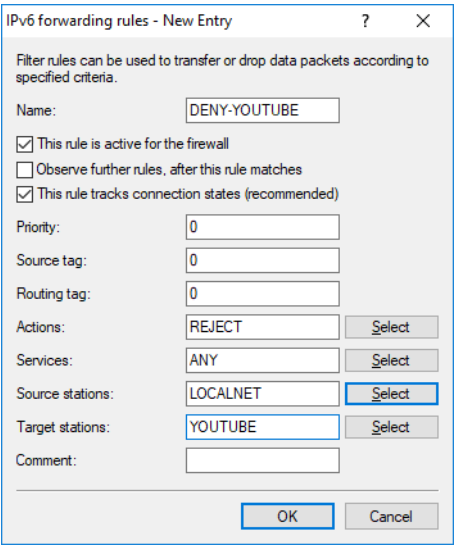 IPv6 forwarding rules - New Entry ? ×
Filter rules can be used to transfer or drop data packets according to
specified criteria.
Name: DENY-YOUTUBE
This rule is active for the firewall
Observe further rules, after this rule matches
This rule tracks connection states (recommended)
Priority: 0
Source tag: 0
Routing tag: 0
Actions: REJECT Select
Services: ANY Select
Source stations: LOCALNET Select
Target stations: YOUTUBE Select
Comment:
OK Cancel